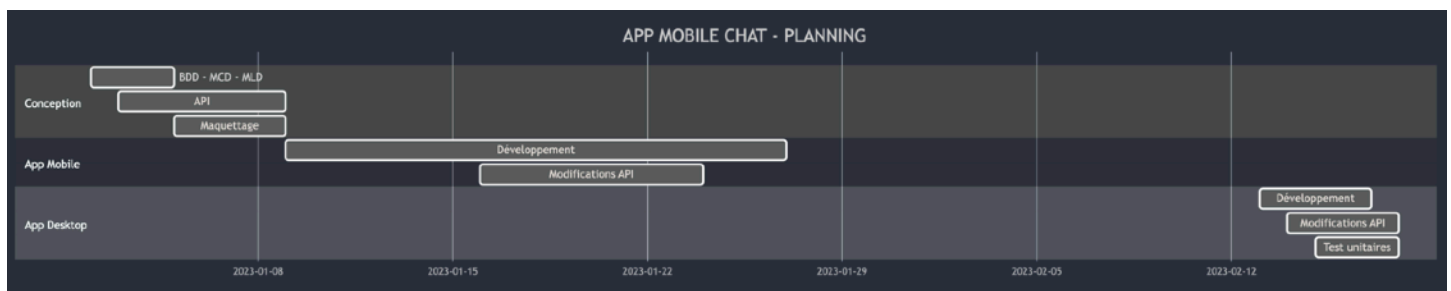 APP MOBILE CHAT - PLANNING
BDD - MCD - MLD
Conception
API
Maquettage
Développement
App Mobile
Modifications API
Développement
App Desktop
Modifications API
Test unitaires
2023-01-08
2023-01-15
2023-01-22
2023-01-29
2023-02-05
2023-02-12